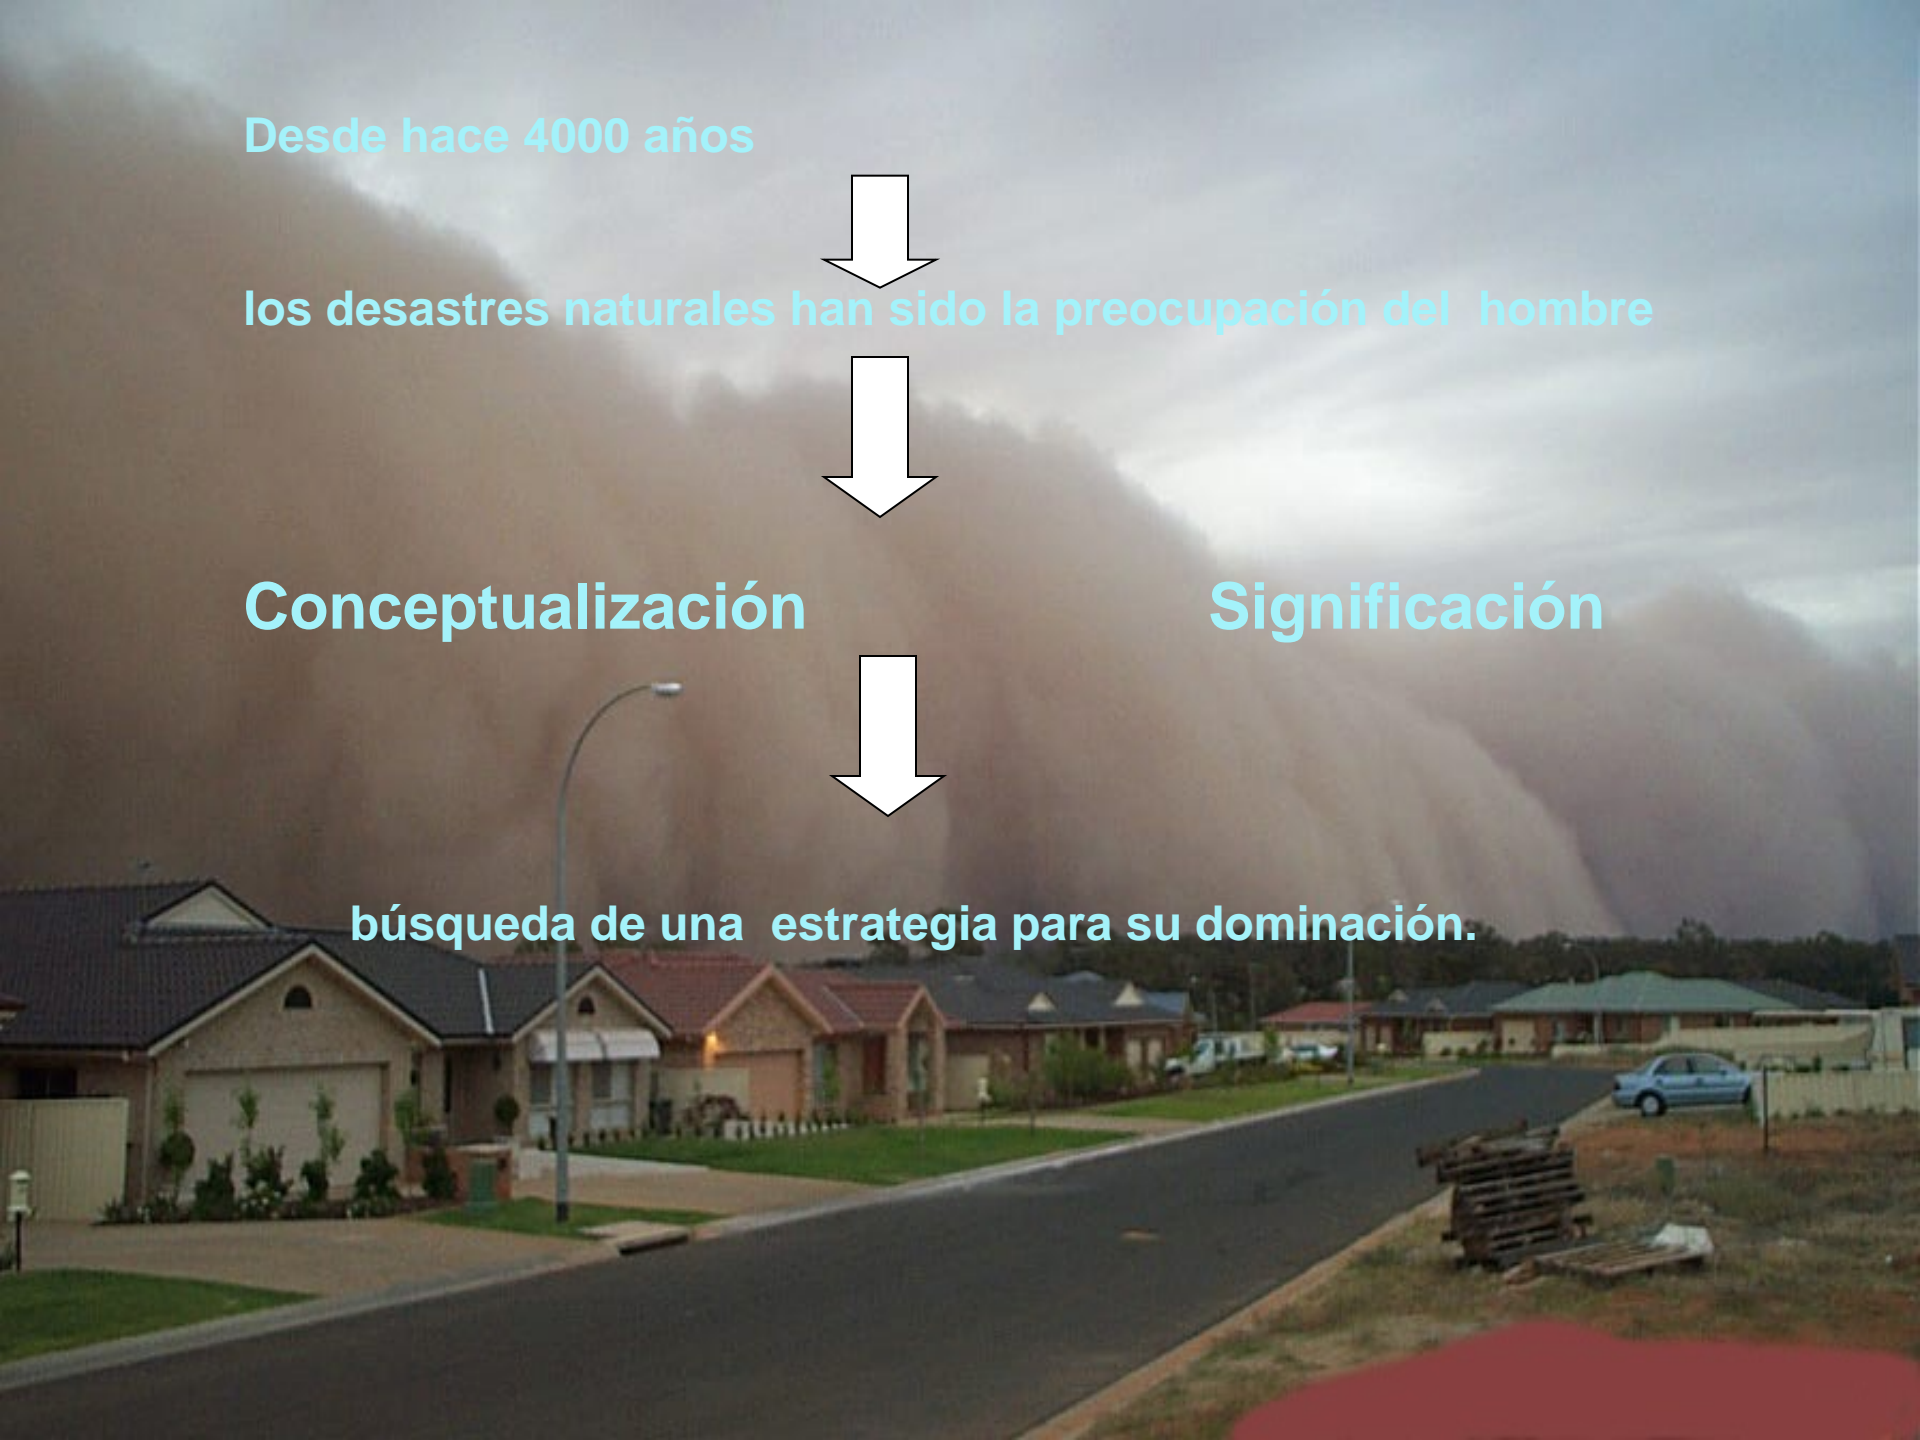 Desde hace 4000 años
los desastres naturales han sido la preocupación del  hombre
Conceptualización Significación
búsqueda de una  estrategia para su dominación.